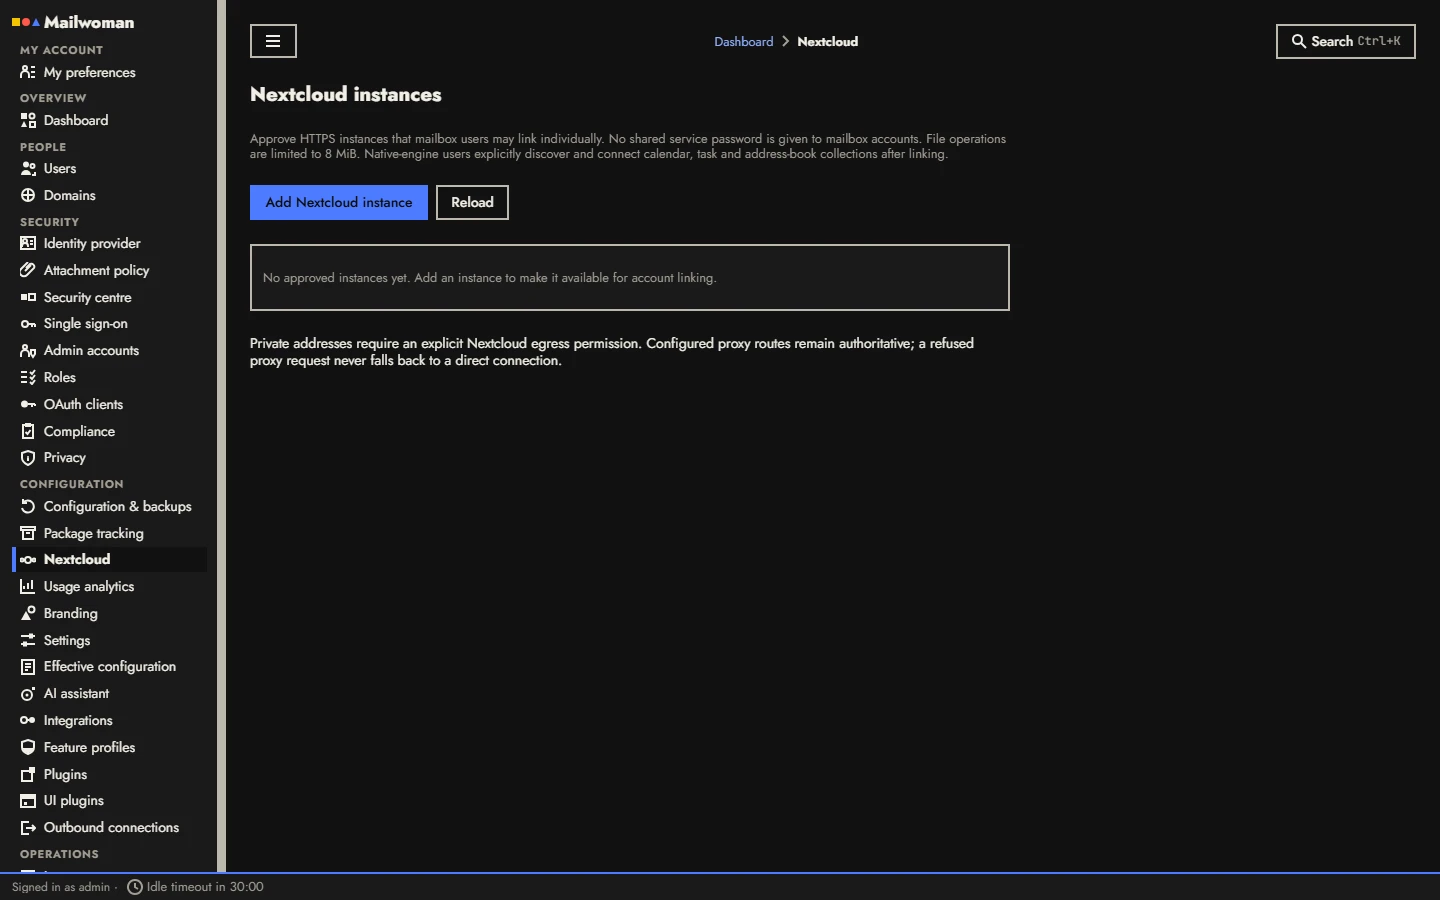 Mailwoman
MY ACCOUNT
My preferences
OVERVIEW
Dashboard
PEOPLE
Users
Domains
SECURITY
Identity provider
Attachment policy
Security centre
Single sign-on
Admin accounts
Roles
OAuth clients
Compliance
Privacy
CONFIGURATION
Configuration & backups
Package tracking
Nextcloud
Usage analytics
Branding
Settings
Effective configuration
AI assistant
Integrations
Feature profiles
Plugins
UI plugins
Outbound connections
OPERATIONS
Dashboard > Nextcloud
Search Ctrl+K
Nextcloud instances
Approve HTTPS instances that mailbox users may link individually. No shared service password is given to mailbox accounts. File operations
are limited to 8 MiB. Native-engine users explicitly discover and connect calendar, task and address-book collections after linking.
Add Nextcloud instance Reload
No approved instances yet. Add an instance to make it available for account linking.
Private addresses require an explicit Nextcloud egress permission. Configured proxy routes remain authoritative; a refused
proxy request never falls back to a direct connection.
Signed in as admin · Idle timeout in 30:00